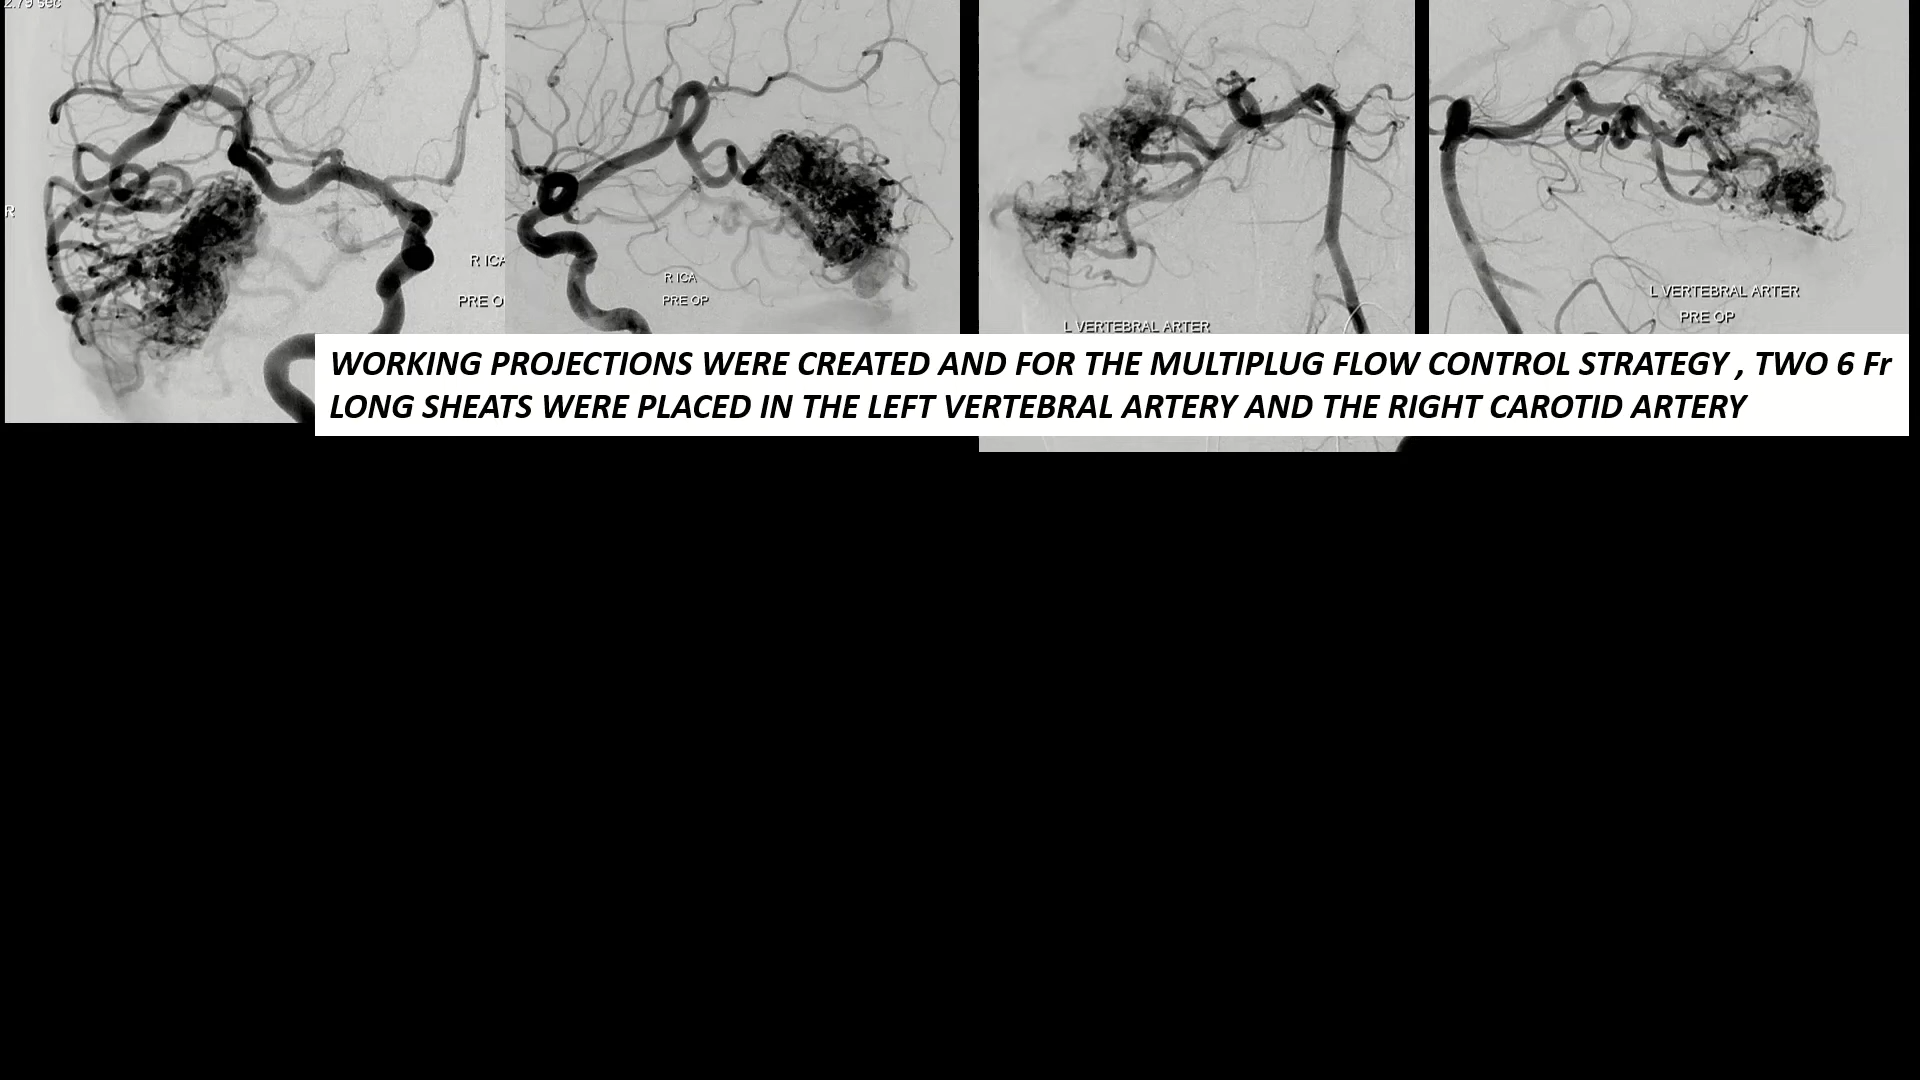 2.79 sec
R
R ICA
PRE O
R ICA
PRE OP
L VERTEBRAL ARTER
L VERTEBRAL ARTER
PRE OP
WORKING PROJECTIONS WERE CREATED AND FOR THE MULTIPLUG FLOW CONTROL STRATEGY , TWO 6 Fr
LONG SHEATS WERE PLACED IN THE LEFT VERTEBRAL ARTERY AND THE RIGHT CAROTID ARTERY